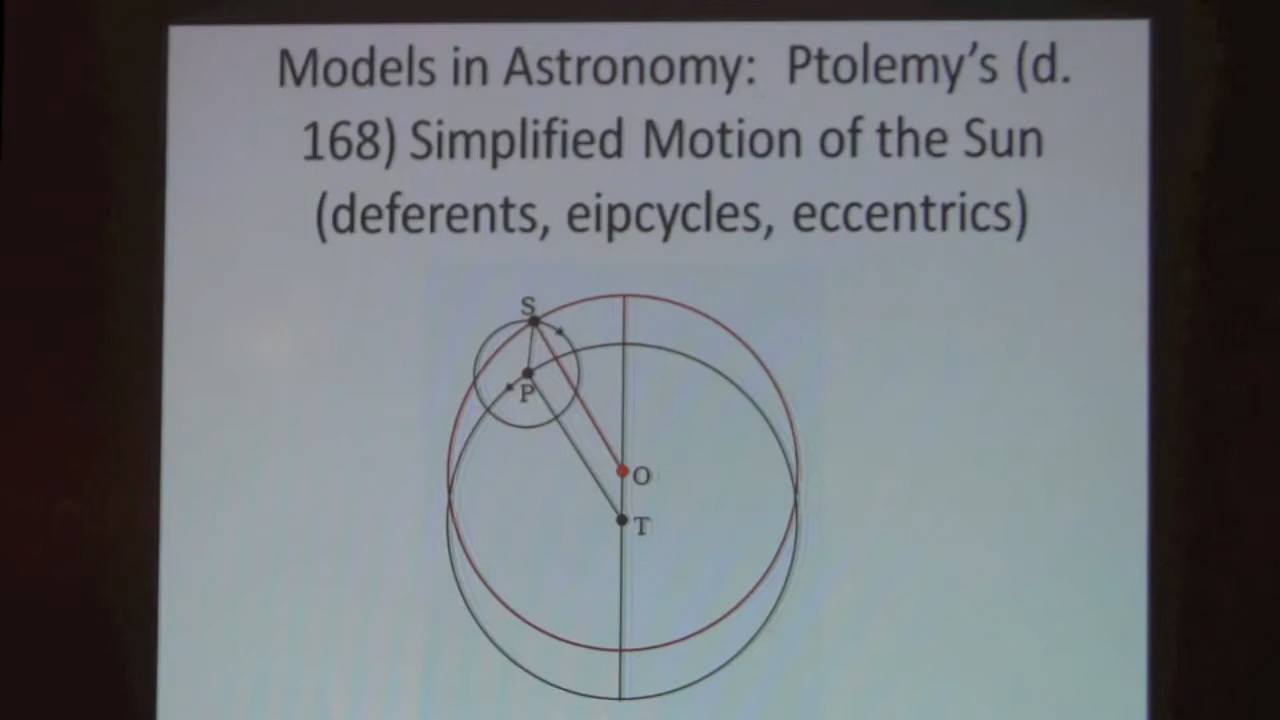 Models in Astronomy: Ptolemy's (d.
168) Simplified Motion of the Sun
(deferents, eipcycles, eccentrics)
S
P
O
T